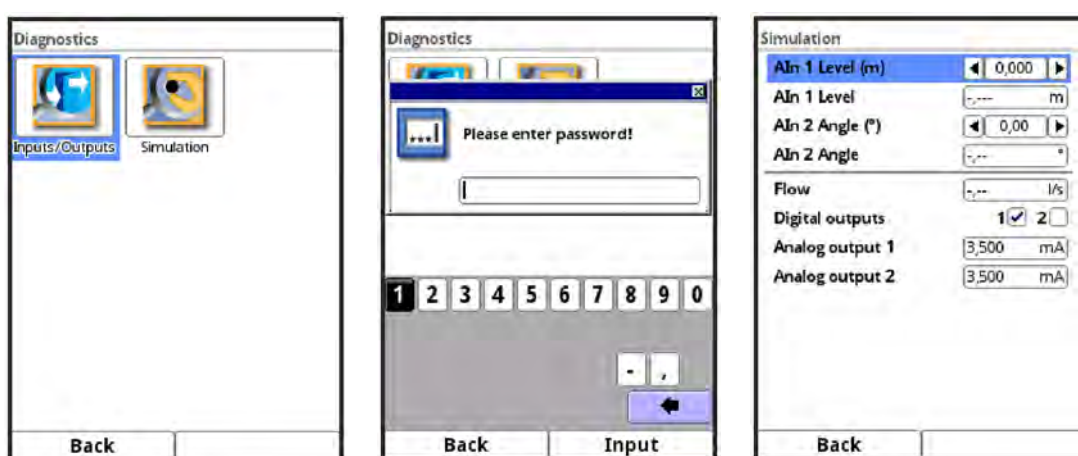 Diagnostics
Inputs/Outputs Simulation
Back
Diagnostics
...
Please enter password!
1 2 3 4 5 6 7 8 9 0
- ,
Back Input
Simulation
AIn 1 Level (m) 0,000
AIn 1 Level -,--- m
AIn 2 Angle (°) 0,00
AIn 2 Angle -,-- °
Flow -,-- l/s
Digital outputs 1 2
Analog output 1 3,500 mA
Analog output 2 3,500 mA
Back